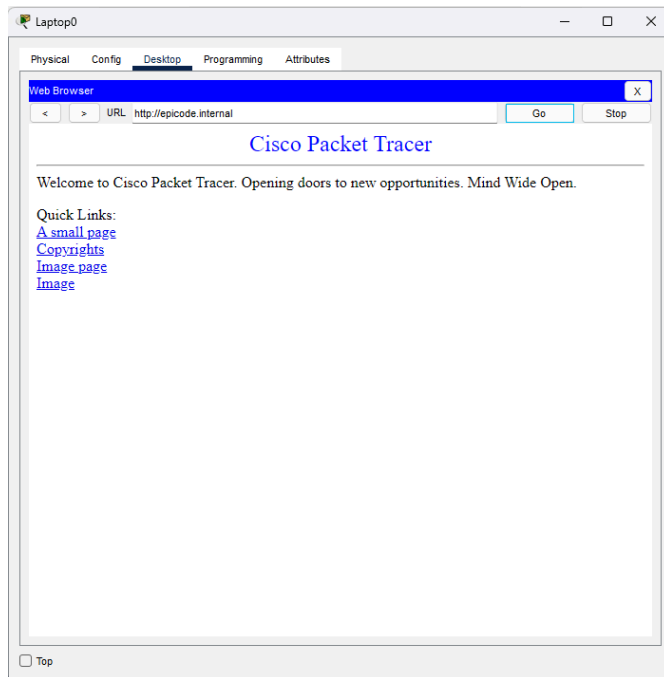 Laptop0
Physical Config Desktop Programming Attributes
Web Browser X
< > URL http://epicode.internal Go Stop
Cisco Packet Tracer
Welcome to Cisco Packet Tracer. Opening doors to new opportunities. Mind Wide Open.
Quick Links:
A small page
Copyrights
Image page
Image
Top